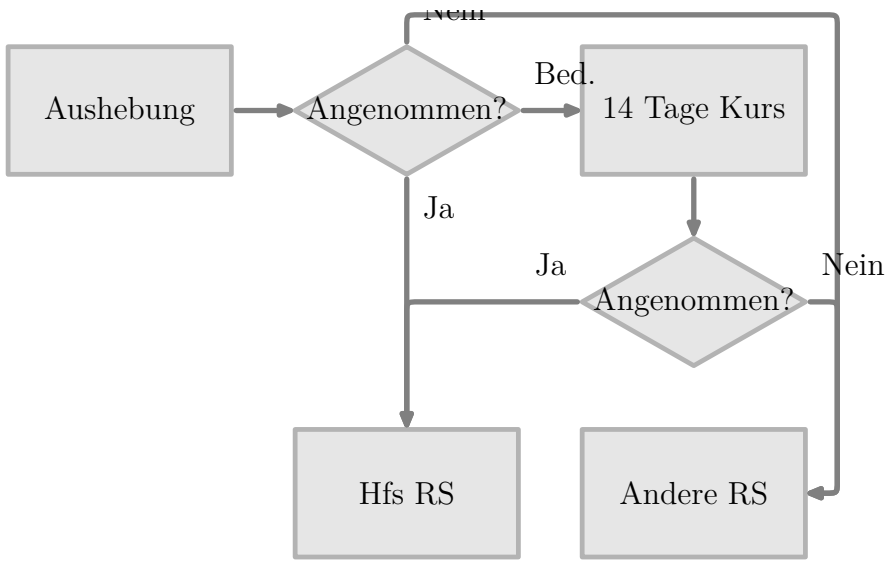 Nein
Aushebung
Angenommen?
Bed.
14 Tage Kurs
Ja
Ja
Angenommen?
Nein
Hfs RS
Andere RS